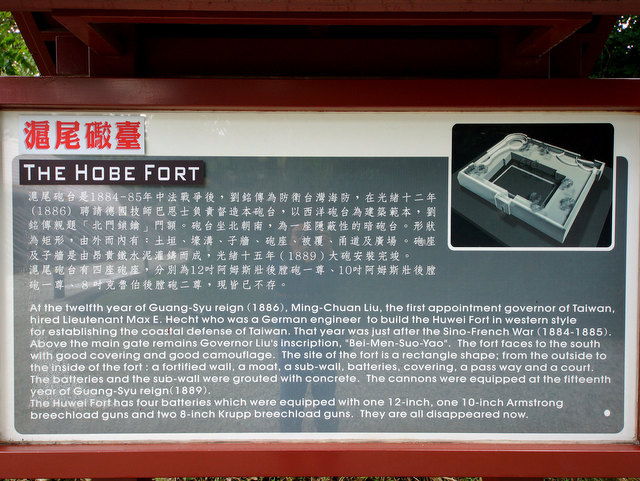 滬尾礮臺
THE HOBE FORT
滬尾砲台是1884-85年中法戰爭後，劉銘傳為防衛台灣海防，在光緒十二年
(1886) 聘請德國技師巴恩士負責督造本砲台，以西洋砲台為建築範本，劉
銘傳親題「北門鎖鑰」門額。砲台坐北朝南，為一座隱蔽性的暗砲台。形狀
為矩形，由外而內有：土垣、壕溝、子牆、砲座、被覆、甬道及廣場。砲座
及子牆是由昂貴鐵水泥灌鑄而成，光緒十五年（1889）大砲安裝完竣。
滬尾砲台有四座砲座，分別為12吋阿姆斯壯後膛砲一尊、10吋阿姆斯壯後膛
砲一尊、8吋克魯伯後膛砲二尊，現皆已不存。
At the twelfth year of Guang-Syu reign (1886), Ming-Chuan Liu, the first appointment governor of Taiwan,
hired Lieutenant Max E. Hecht who was a German engineer to build the Huwei Fort in western style
for establishing the coastal defense of Taiwan. That year was just after the Sino-French War (1884-1885).
Above the main gate remains Governor Liu's inscription, "Bei-Men-Suo-Yao". The fort faces to the south
with good covering and good camouflage. The site of the fort is a rectangle shape; from the outside to
the inside of the fort : a fortified wall, a moat, a sub-wall, batteries, covering, a pass way and a court.
The batteries and the sub-wall were grouted with concrete. The cannons were equipped at the fifteenth
year of Guang-Syu reign(1889).
The Huwei Fort has four batteries which were equipped with one 12-inch, one 10-inch Armstrong
breechload guns and two 8-inch Krupp breechload guns. They are all disappeared now.